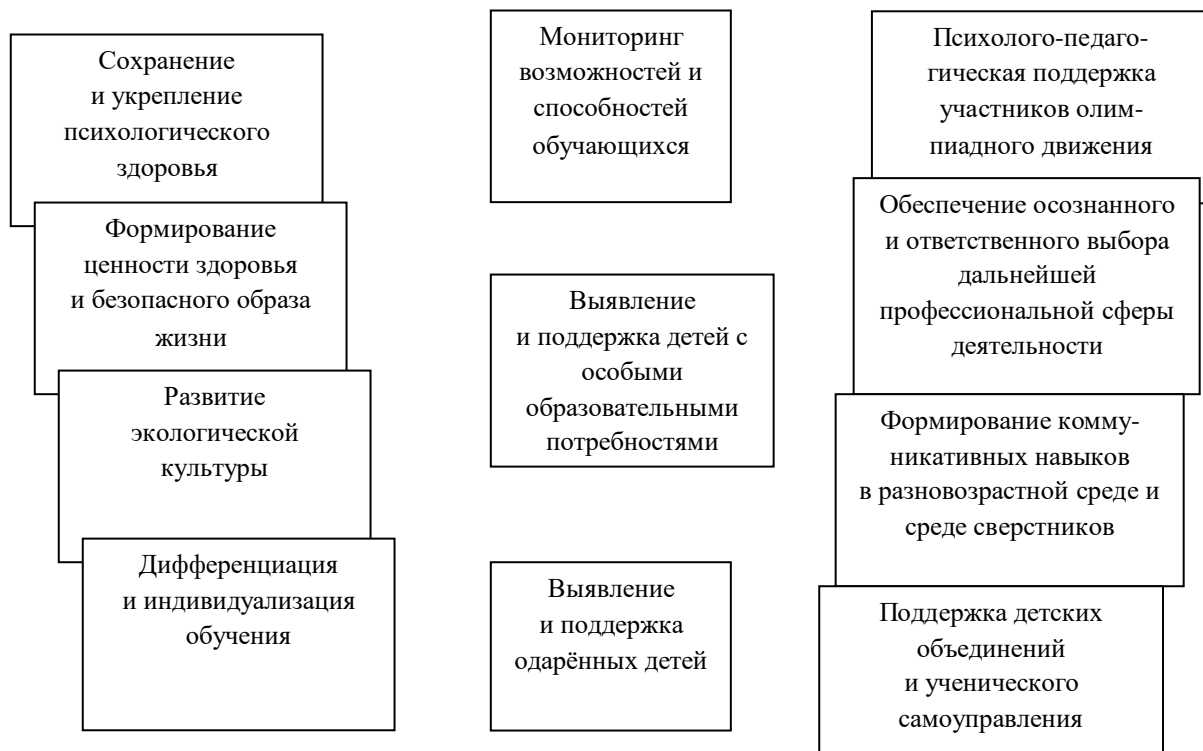 Сохранение
и укрепление
психологического
здоровья
Формирование
ценности здоровья
и безопасного образа
жизни
Развитие
экологической
культуры
Дифференциация
и индивидуализация
обучения
Мониторинг
возможностей и
способностей
обучающихся
Выявление
и поддержка детей с
особыми
образовательными
потребностями
Выявление
и поддержка
одарённых детей
Психолого-педаго-
гическая поддержка
участников олим-
пиадного движения
Обеспечение осознанного
и ответственного выбора
дальнейшей
профессиональной сферы
деятельности
Формирование комму-
никативных навыков
в разновозрастной среде и
среде сверстников
Поддержка детских
объединений
и ученического
самоуправления